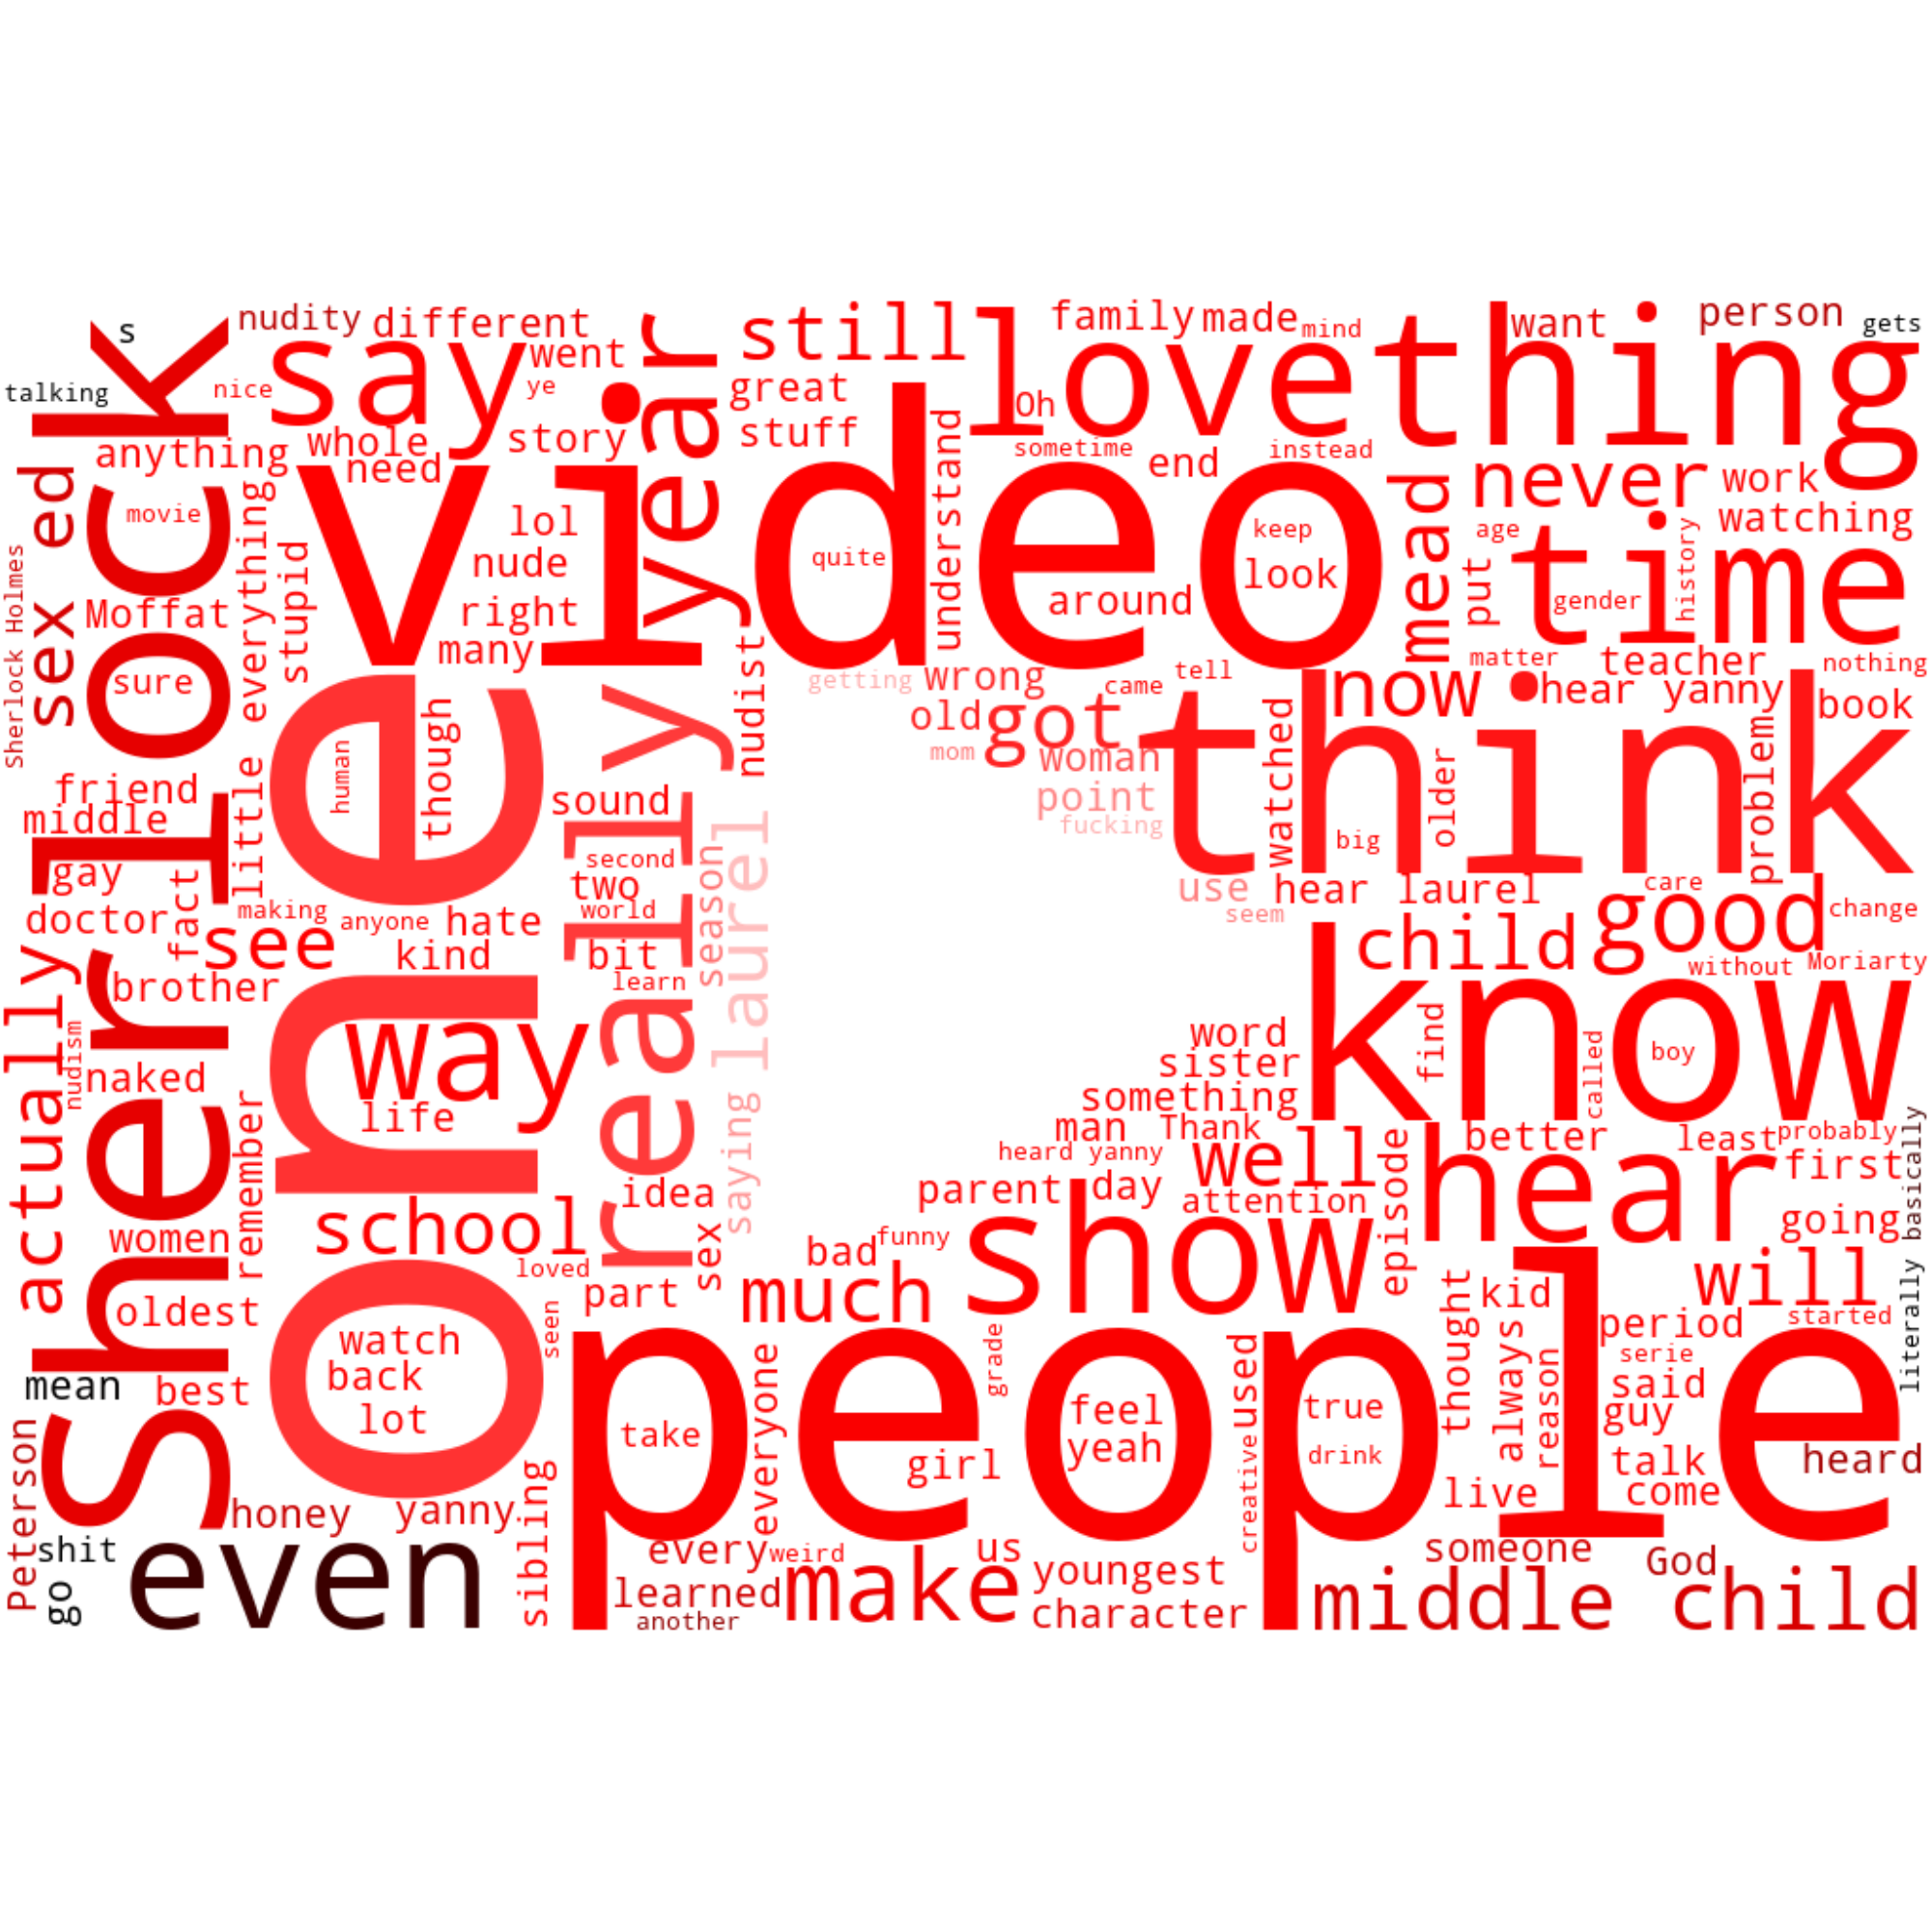 s
nudity
different
still
family
made
mind
love
thing
want
person
gets
talking
nice
say
went
ye
great
Oh
year
anything
whole
need
story
stuff
sometime
instead
end
never
work
watching
sex ed
Sherlock
movie
everything
stupid
video
lol
nude
right
many
quite
understand
around
keep
look
mead
age
put
time
gender
history
Sherlock Holmes
Moffat
sure
one
human
though
really
nudist
getting
wrong
came
tell
old
got
mom
woman
point
fucking
now
matter
teacher
nothing
hear yanny
book
think
watched
big
older
problem
friend
middle
little
sound
second
two
world
season
laurel
gay
doctor
fact
making
anyone
hate
see
kind
bit
learn
use
seem
hear laurel
care
good
change
child
without
Moriarty
actually
brother
nudism
naked
way
life
saying
word
sister
something
man
Thank
know
find
called
boy
remember
women
school
idea
sex
heard yanny
parent
day
well
attention
episode
better
least
probably
hear
first
going
basically
oldest
loved
part
seen
bad
funny
much
show
thought
kid
will
period
started
literally
mean
best
watch
back
lot
people
take
everyone
grade
feel
yeah
girl
used
creative
true
drink
always
reason
serie
said
guy
talk
come
live
heard
Peterson
honey
yanny
sibling
shit
go
even
every
weird
learned
another
make
us
youngest
character
someone
God
middle child